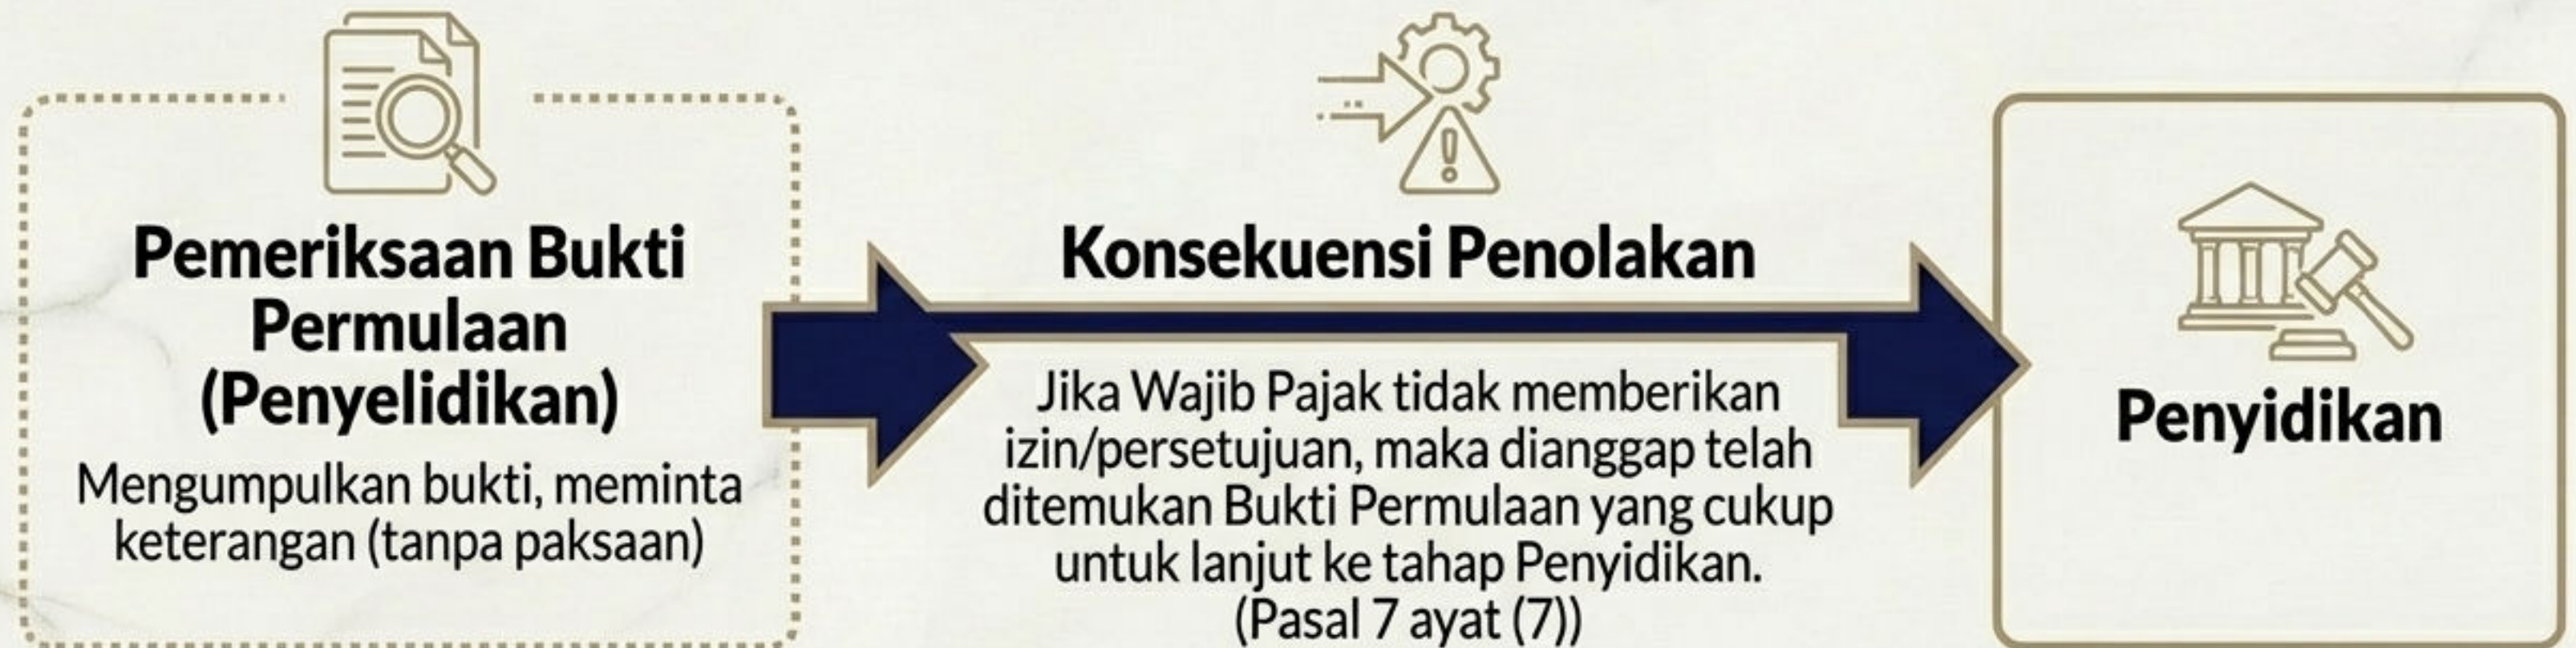 Pemeriksaan Bukti
Permulaan
(Penyelidikan)
Mengumpulkan bukti, meminta
keterangan (tanpa paksaan)
Konsekuensi Penolakan
Jika Wajib Pajak tidak memberikan
izin/persetujuan, maka dianggap telah
ditemukan Bukti Permulaan yang cukup
untuk lanjut ke tahap Penyidikan.
(Pasal 7 ayat (7))
Penyidikan